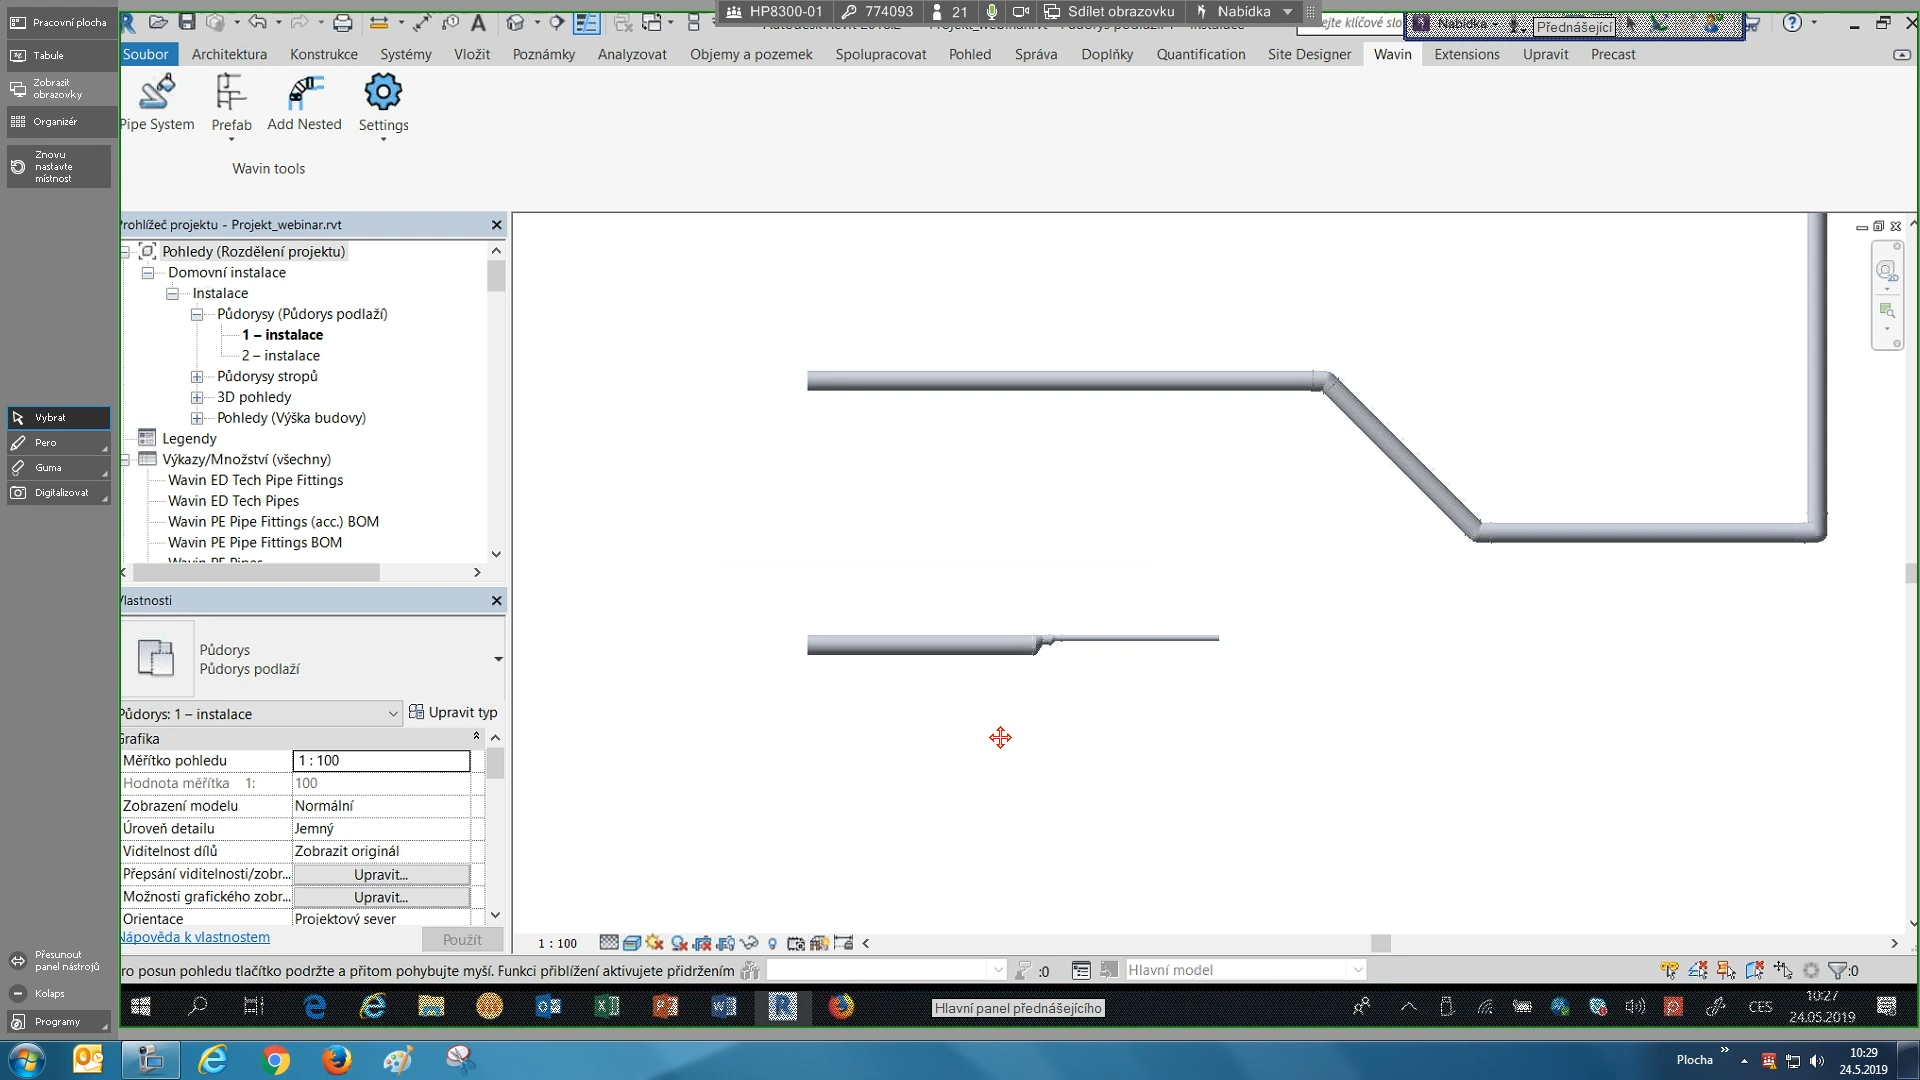 Pracovní plocha
Tabule
Zobrazit
obrazovky
Organizér
Znovu
nastavte
místnost
Vybrat
Pero
Guma
Digitalizovat
Přesunout
panel nástrojů
Kolaps
Programy
HP8300-01
774093
21
Sdílet obrazovku
Nabídka
Nabídka
Přednášející
Soubor
Architektura
Konstrukce
Systémy
Vložit
Poznámky
Analyzovat
Objemy a pozemek
Spolupracovat
Pohled
Správa
Doplňky
Quantification
Site Designer
Wavin
Extensions
Upravit
Precast
Pipe System
Prefab
Add Nested
Settings
Wavin tools
rohlížeč projektu - Projekt_webinar.rvt
Pohledy (Rozdělení projektu)
Domovní instalace
Instalace
Půdorysy (Půdorys podlaží)
1 – instalace
2 – instalace
Půdorysy stropů
3D pohledy
Pohledy (Výška budovy)
Legendy
Výkazy/Množství (všechny)
Wavin ED Tech Pipe Fittings
Wavin ED Tech Pipes
Wavin PE Pipe Fittings (acc.) BOM
Wavin PE Pipe Fittings BOM
Wavin PE Pipes
lastnosti
Půdorys
Půdorys podlaží
Půdorys: 1 – instalace
Upravit typ
Grafika
Měřítko pohledu 1 : 100
Hodnota měřítka 1: 100
Zobrazení modelu Normální
Úroveň detailu Jemný
Viditelnost dílů Zobrazit originál
Přepsání viditelnosti/zobr... Upravit...
Možnosti grafického zobr... Upravit...
Orientace Projektový sever
Nápověda k vlastnostem
Použít
1 : 100
ro posun pohledu tlačítko podržte a přitom pohybujte myší. Funkci přiblížení aktivujete přidržením
:0
Hlavní model
:0
Hlavní panel přednášejícího
CES
10:27
24.05.2019
Plocha
10:29
24.5.2019